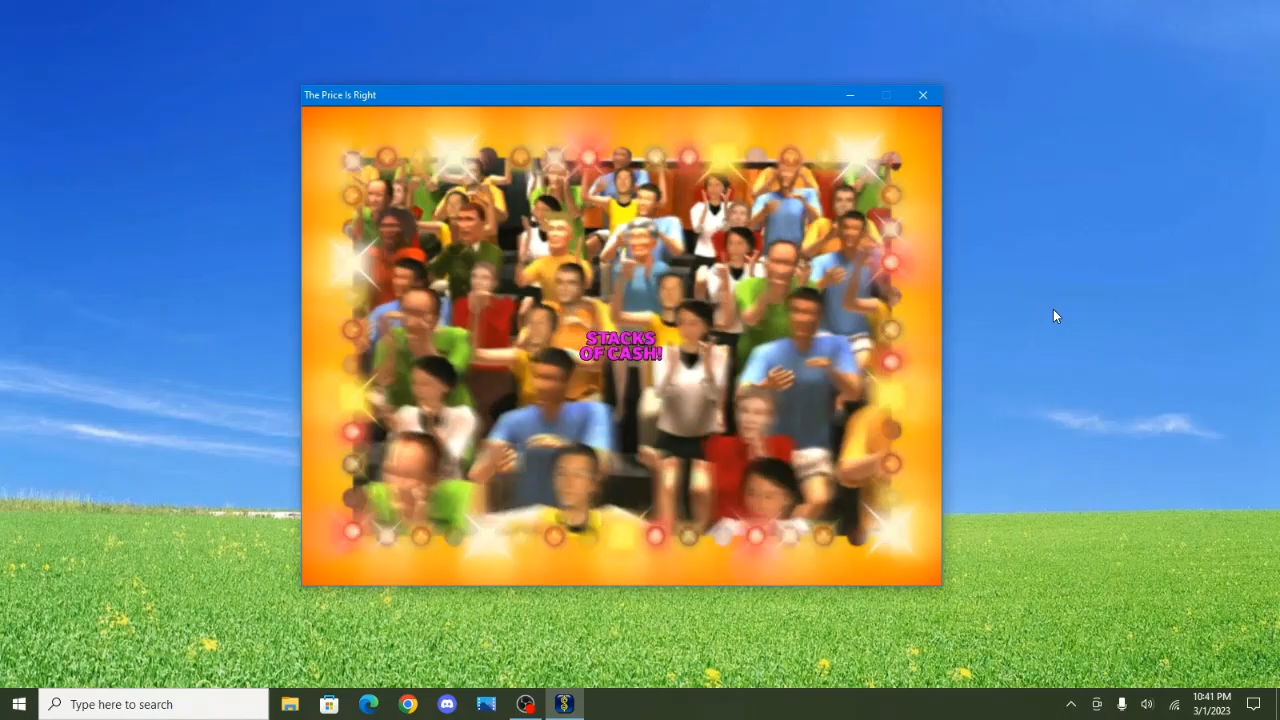 The Price Is Right
STACKS
OF CASH!
Type here to search
10:41 PM
3/1/2023